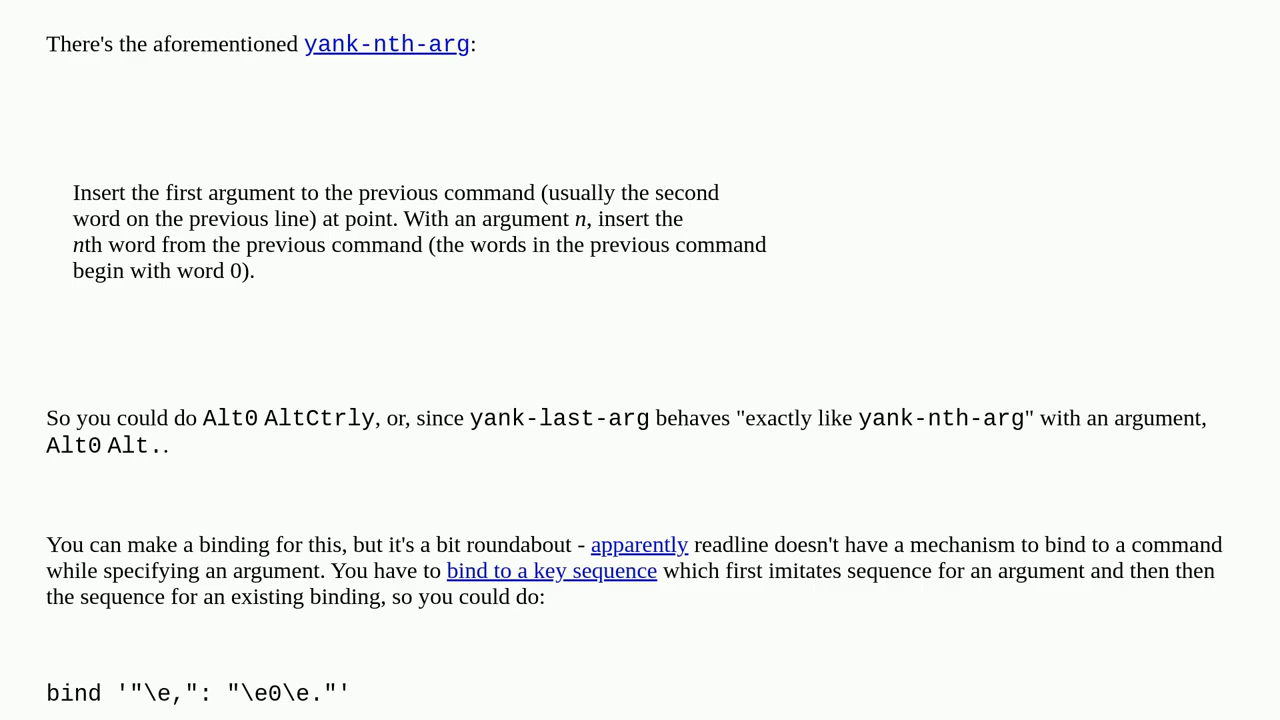 There's the aforementioned yank-nth-arg:
Insert the first argument to the previous command (usually the second
word on the previous line) at point. With an argument n, insert the
nth word from the previous command (the words in the previous command
begin with word 0).
So you could do Alt0 AltCtrly, or, since yank-last-arg behaves "exactly like yank-nth-arg" with an argument,
Alt0 Alt..
You can make a binding for this, but it's a bit roundabout - apparently readline doesn't have a mechanism to bind to a command
while specifying an argument. You have to bind to a key sequence which first imitates sequence for an argument and then then
the sequence for an existing binding, so you could do:
bind '"\e,": "\e0\e."'